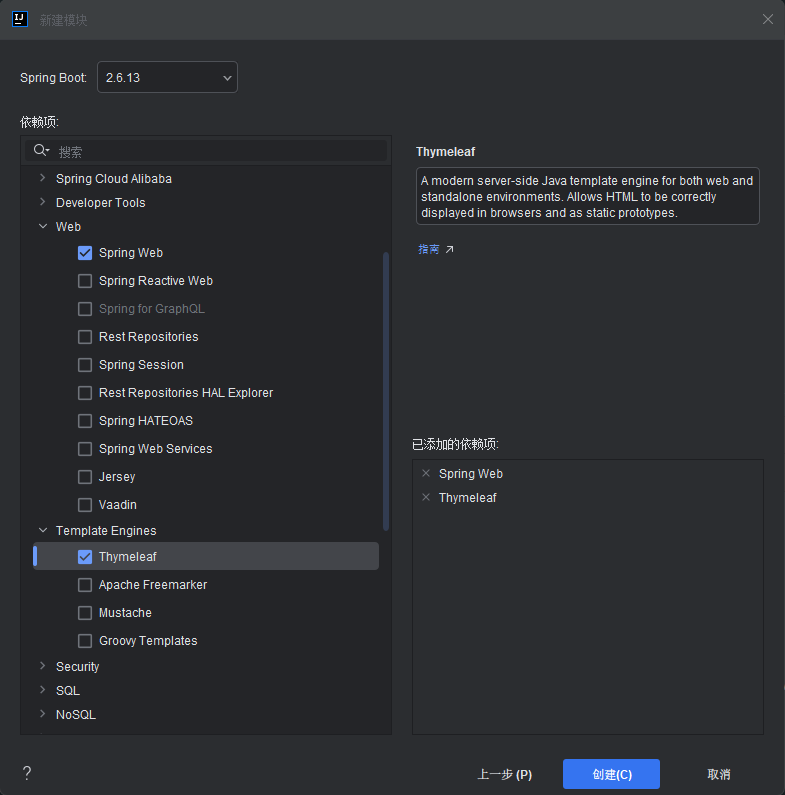 IJ
新建模块
Spring Boot: 2.6.13
依赖项:
搜索
Spring Cloud Alibaba
Developer Tools
Web
Spring Web
Spring Reactive Web
Spring for GraphQL
Rest Repositories
Spring Session
Rest Repositories HAL Explorer
Spring HATEOAS
Spring Web Services
Jersey
Vaadin
Template Engines
Thymeleaf
Apache Freemarker
Mustache
Groovy Templates
Security
SQL
NoSQL
Thymeleaf
A modern server-side Java template engine for both web and
standalone environments. Allows HTML to be correctly
displayed in browsers and as static prototypes.
指南
已添加的依赖项:
Spring Web
Thymeleaf
?
上一步 (P)
创建(C)
取消